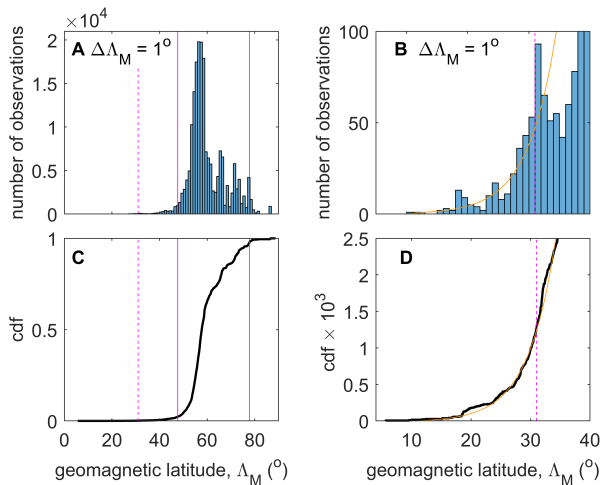 × 10⁴
A ΔΛ_M = 1°
B ΔΛ_M = 1°
number of observations
2
1.5
1
0.5
0
number of observations
100
50
0
C
D
cdf
1
0.5
0
0 20 40 60 80
geomagnetic latitude, Λ_M (°)
cdf × 10³
2.5
2
1.5
1
0.5
0
10 20 30 40
geomagnetic latitude, Λ_M (°)